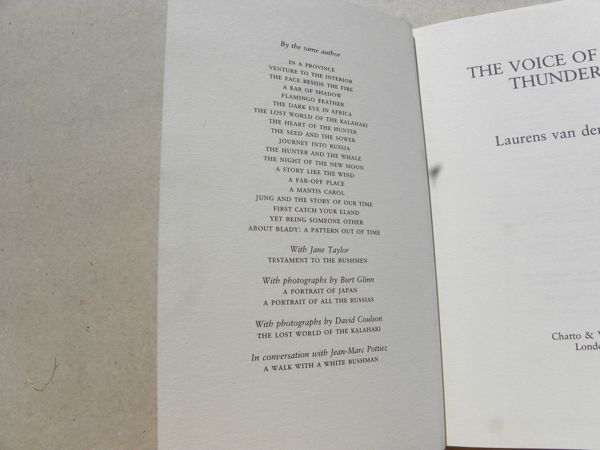 By the same author
IN A PROVINCE
VENTURE TO THE INTERIOR
THE FACE BESIDE THE FIRE
A BAR OF SHADOW
FLAMINGO FEATHER
THE DARK EYE IN AFRICA
THE LOST WORLD OF THE KALAHARI
THE HEART OF THE HUNTER
THE SEED AND THE SOWER
JOURNEY INTO RUSSIA
THE HUNTER AND THE WHALE
THE NIGHT OF THE NEW MOON
A STORY LIKE THE WIND
A FAR-OFF PLACE
A MANTIS CAROL
JUNG AND THE STORY OF OUR TIME
FIRST CATCH YOUR ELAND
YET BEING SOMEONE OTHER
ABOUT BLADY: A PATTERN OUT OF TIME
With Jane Taylor
TESTAMENT TO THE BUSHMEN
With photographs by Burt Glinn
A PORTRAIT OF JAPAN
A PORTRAIT OF ALL THE RUSSIAS
With photographs by David Coulson
THE LOST WORLD OF THE KALAHARI
In conversation with Jean-Marc Pottiez
A WALK WITH A WHITE BUSHMAN
THE VOICE OF
THUNDER
Laurens van der
Chatto &
Londo